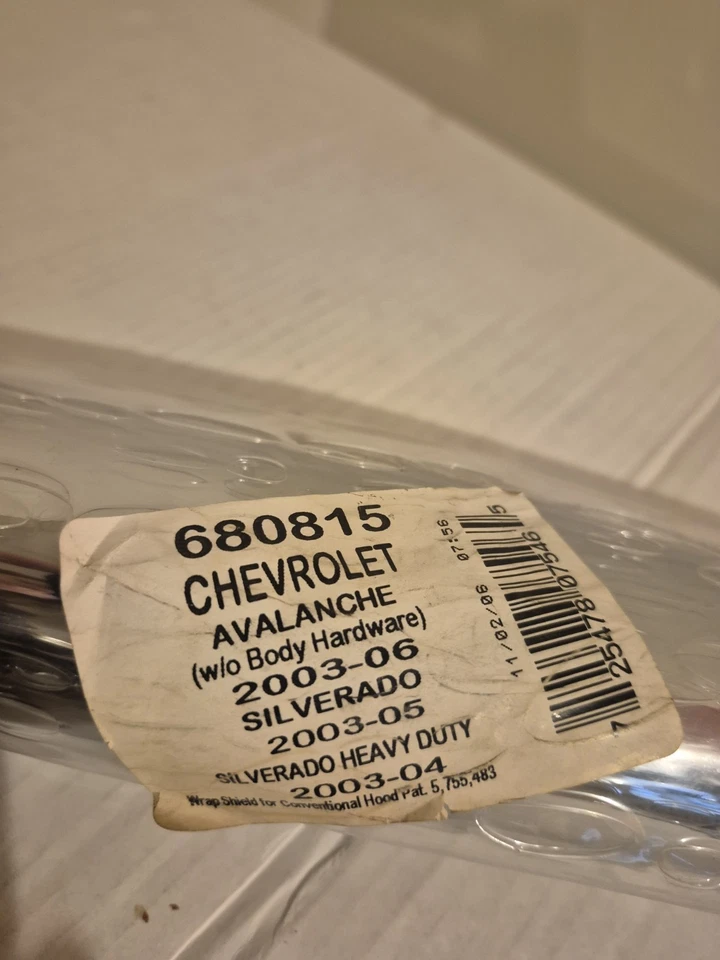 680815
CHEVROLET
AVALANCHE
(w/o Body Hardware)
2003-06
SILVERADO
2003-05
SILVERADO HEAVY DUTY
2003-04
Wrap Shield for Conventional Hood Pat. 5,755,483
11/02/06 07:56
7 25478 07546 5